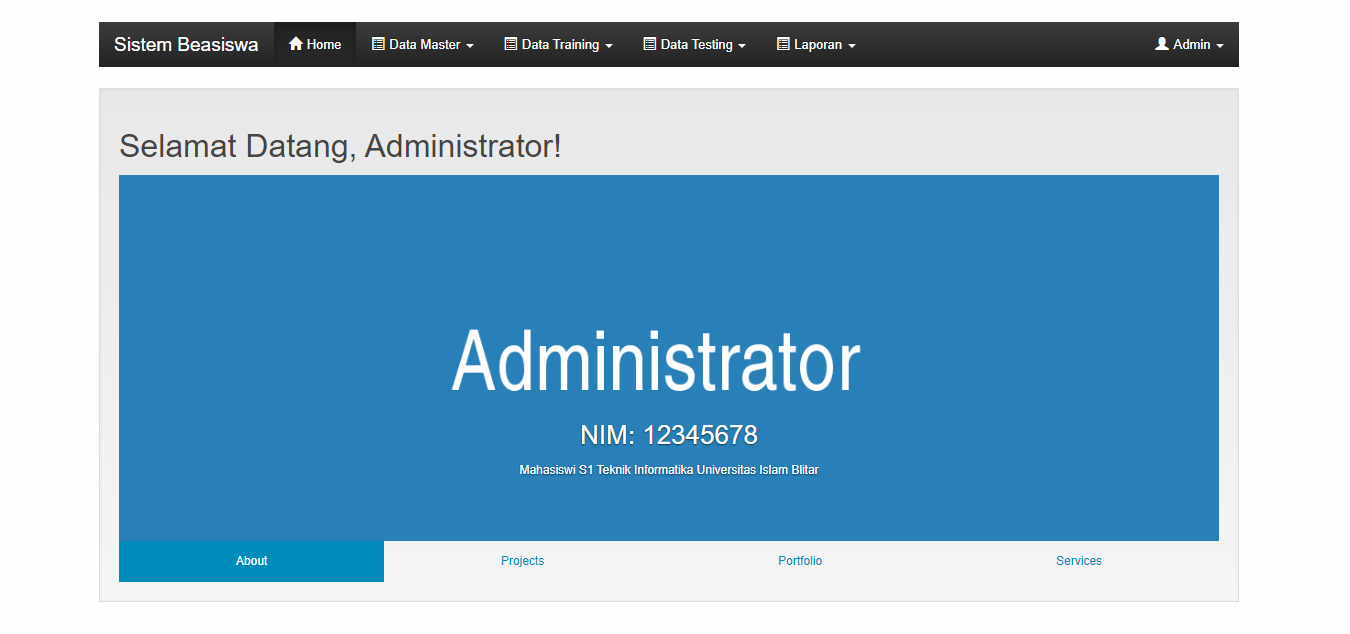 Sistem Beasiswa Home Data Master Data Training Data Testing Laporan Admin
Selamat Datang, Administrator!
Administrator
NIM: 12345678
Mahasiswi S1 Teknik Informatika Universitas Islam Blitar
About Projects Portfolio Services